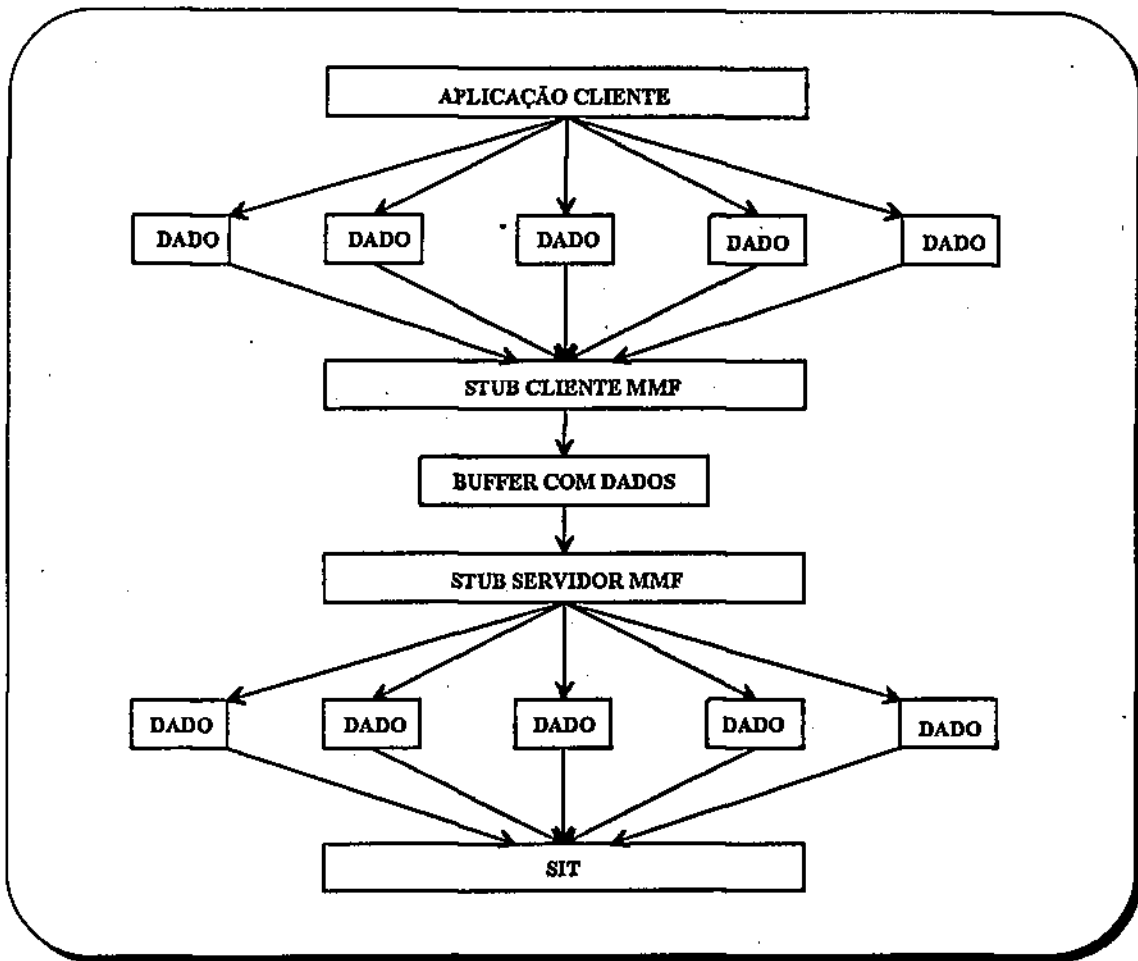 APLICAÇÃO CLIENTE
DADO DADO DADO DADO DADO
STUB CLIENTE MMF
BUFFER COM DADOS
STUB SERVIDOR MMF
DADO DADO DADO DADO DADO
SIT